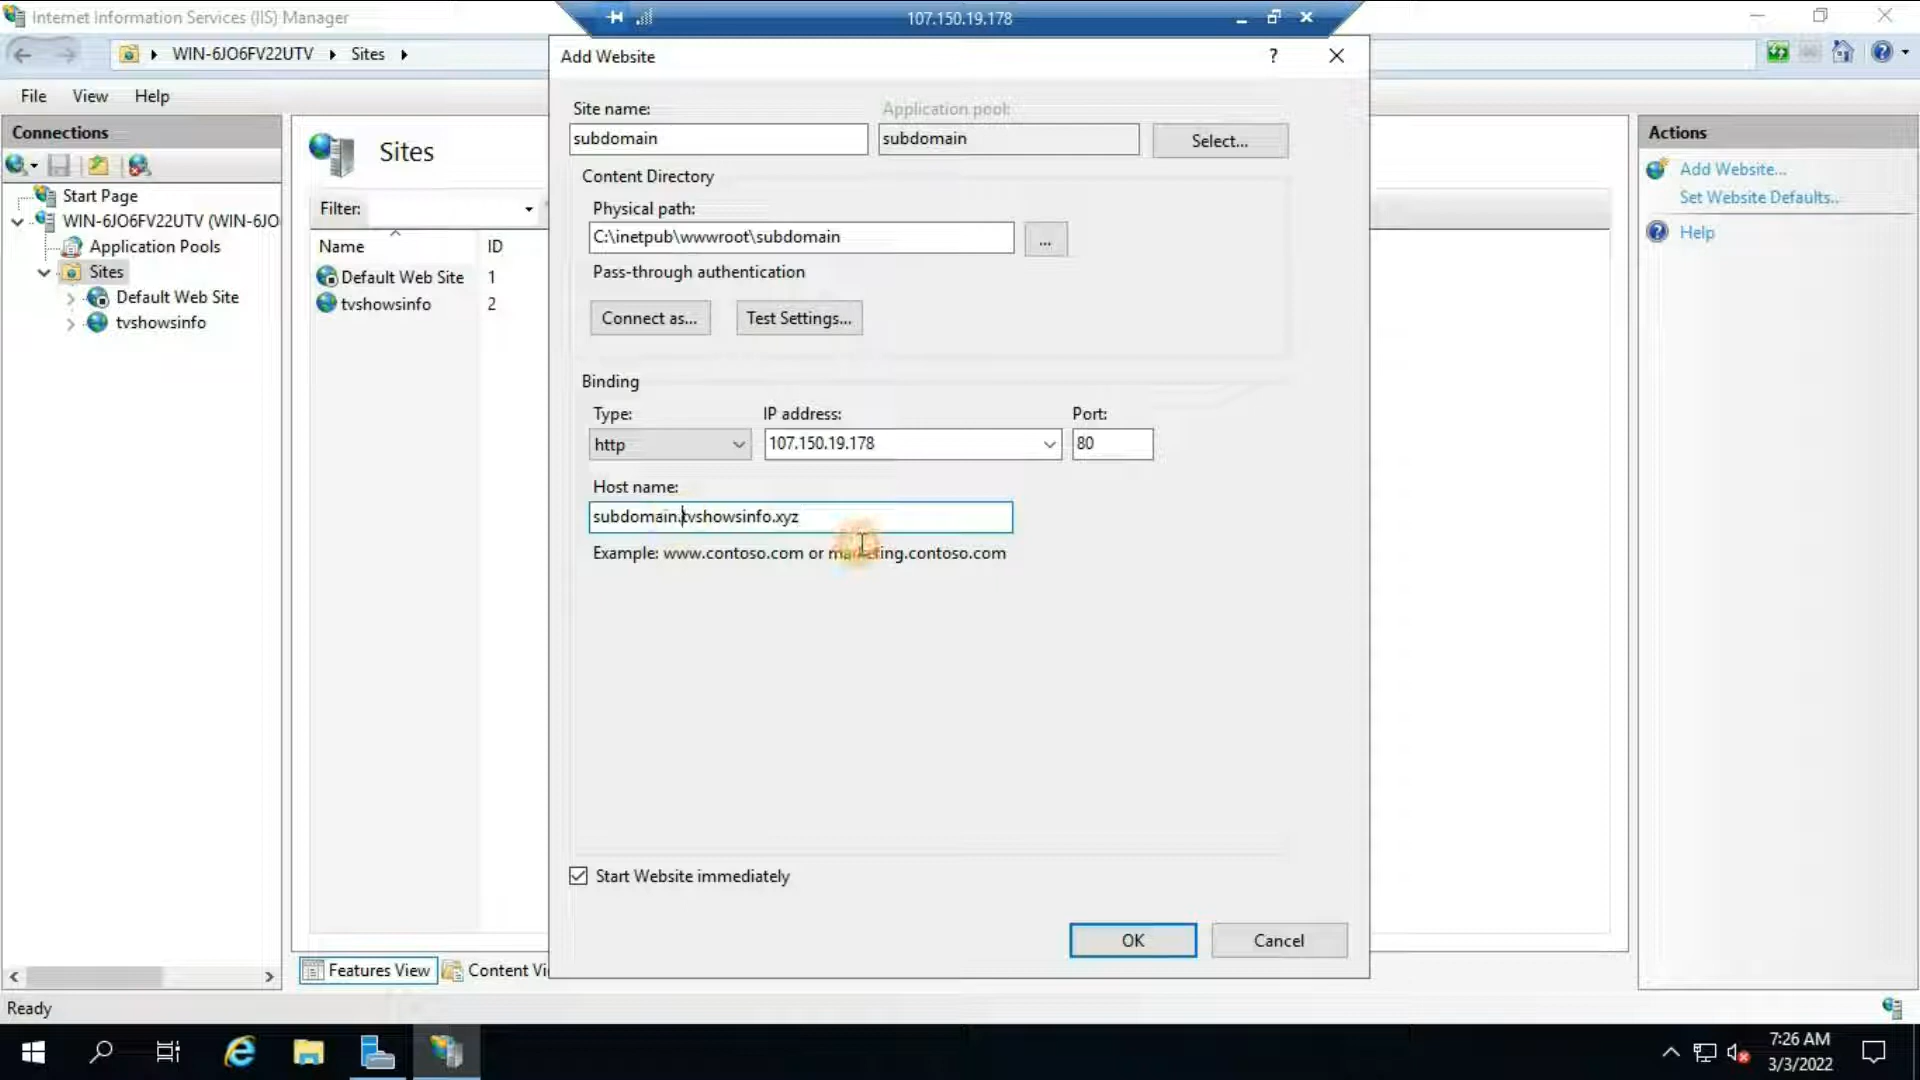 Internet Information Services (IIS) Manager
107.150.19.178
WIN-6JO6FV22UTV
Sites
File
View
Help
Connections
Start Page
WIN-6JO6FV22UTV (WIN-6JO
Application Pools
Sites
Default Web Site
tvshowsinfo
Sites
Filter:
Name
ID
Default Web Site
1
tvshowsinfo
2
Features View
Content Vi
Add Website
?
Site name:
Application pool:
subdomain
subdomain
Select...
Content Directory
Physical path:
C:\inetpub\wwwroot\subdomain
...
Pass-through authentication
Connect as...
Test Settings...
Binding
Type:
IP address:
Port:
http
107.150.19.178
80
Host name:
subdomain.tvshowsinfo.xyz
Example: www.contoso.com or marketing.contoso.com
Start Website immediately
OK
Cancel
Actions
Add Website...
Set Website Defaults...
Help
Ready
7:26 AM
3/3/2022